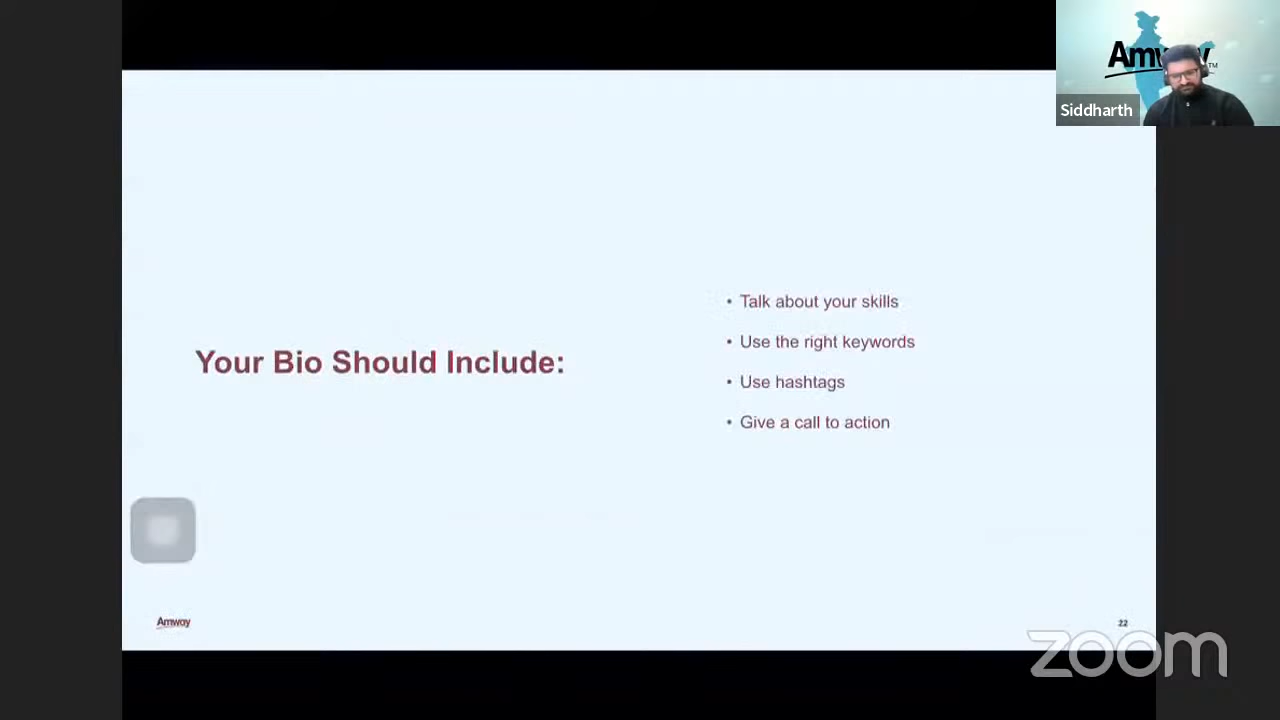 Amway
Siddharth
Your Bio Should Include:
• Talk about your skills
• Use the right keywords
• Use hashtags
• Give a call to action
Amway
22
zoom